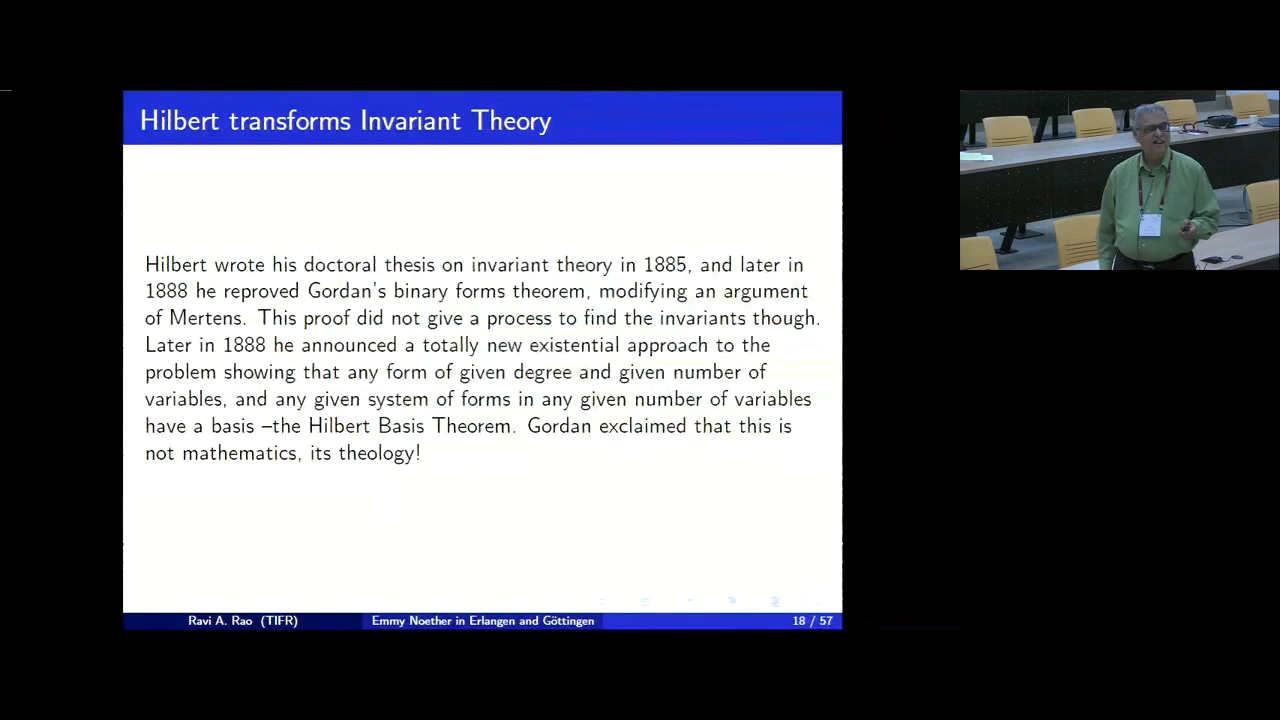 Hilbert transforms Invariant Theory
Hilbert wrote his doctoral thesis on invariant theory in 1885, and later in
1888 he reproved Gordan's binary forms theorem, modifying an argument
of Mertens. This proof did not give a process to find the invariants though.
Later in 1888 he announced a totally new existential approach to the
problem showing that any form of given degree and given number of
variables, and any given system of forms in any given number of variables
have a basis –the Hilbert Basis Theorem. Gordan exclaimed that this is
not mathematics, its theology!
Ravi A. Rao (TIFR)
Emmy Noether in Erlangen and Göttingen
18 / 57